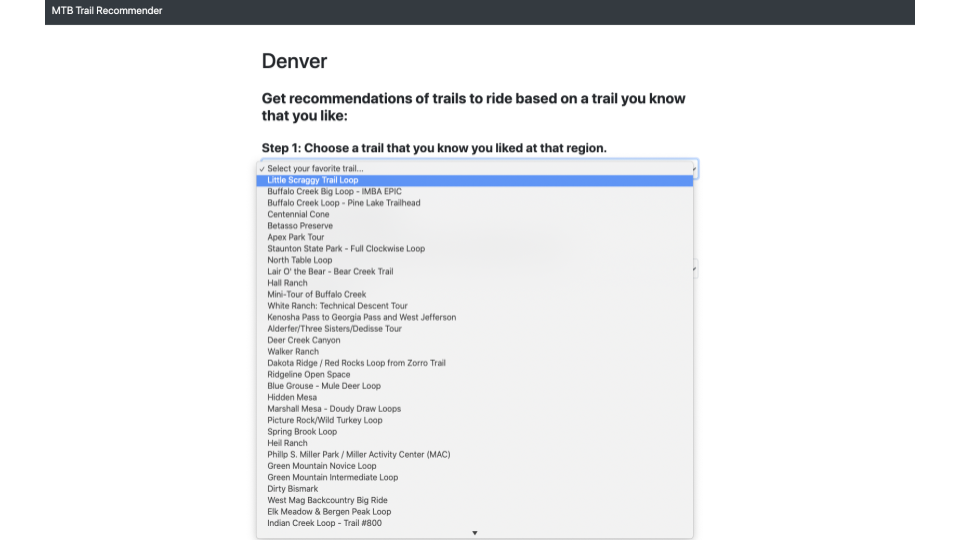 MTB Trail Recommender
Denver
Get recommendations of trails to ride based on a trail you know
that you like:
Step 1: Choose a trail that you know you liked at that region.
✓ Select your favorite trail...
Little Scraggy Trail Loop
Buffalo Creek Big Loop - IMBA EPIC
Buffalo Creek Loop - Pine Lake Trailhead
Centennial Cone
Betasso Preserve
Apex Park Tour
Staunton State Park - Full Clockwise Loop
North Table Loop
Lair O' the Bear - Bear Creek Trail
Hall Ranch
Mini-Tour of Buffalo Creek
White Ranch: Technical Descent Tour
Kenosha Pass to Georgia Pass and West Jefferson
Alderfer/Three Sisters/Dedisse Tour
Deer Creek Canyon
Walker Ranch
Dakota Ridge / Red Rocks Loop from Zorro Trail
Ridgeline Open Space
Blue Grouse - Mule Deer Loop
Hidden Mesa
Marshall Mesa - Doudy Draw Loops
Picture Rock/Wild Turkey Loop
Spring Brook Loop
Heil Ranch
Philip S. Miller Park / Miller Activity Center (MAC)
Green Mountain Novice Loop
Green Mountain Intermediate Loop
Dirty Bismark
West Mag Backcountry Big Ride
Elk Meadow & Bergen Peak Loop
Indian Creek Loop - Trail #800